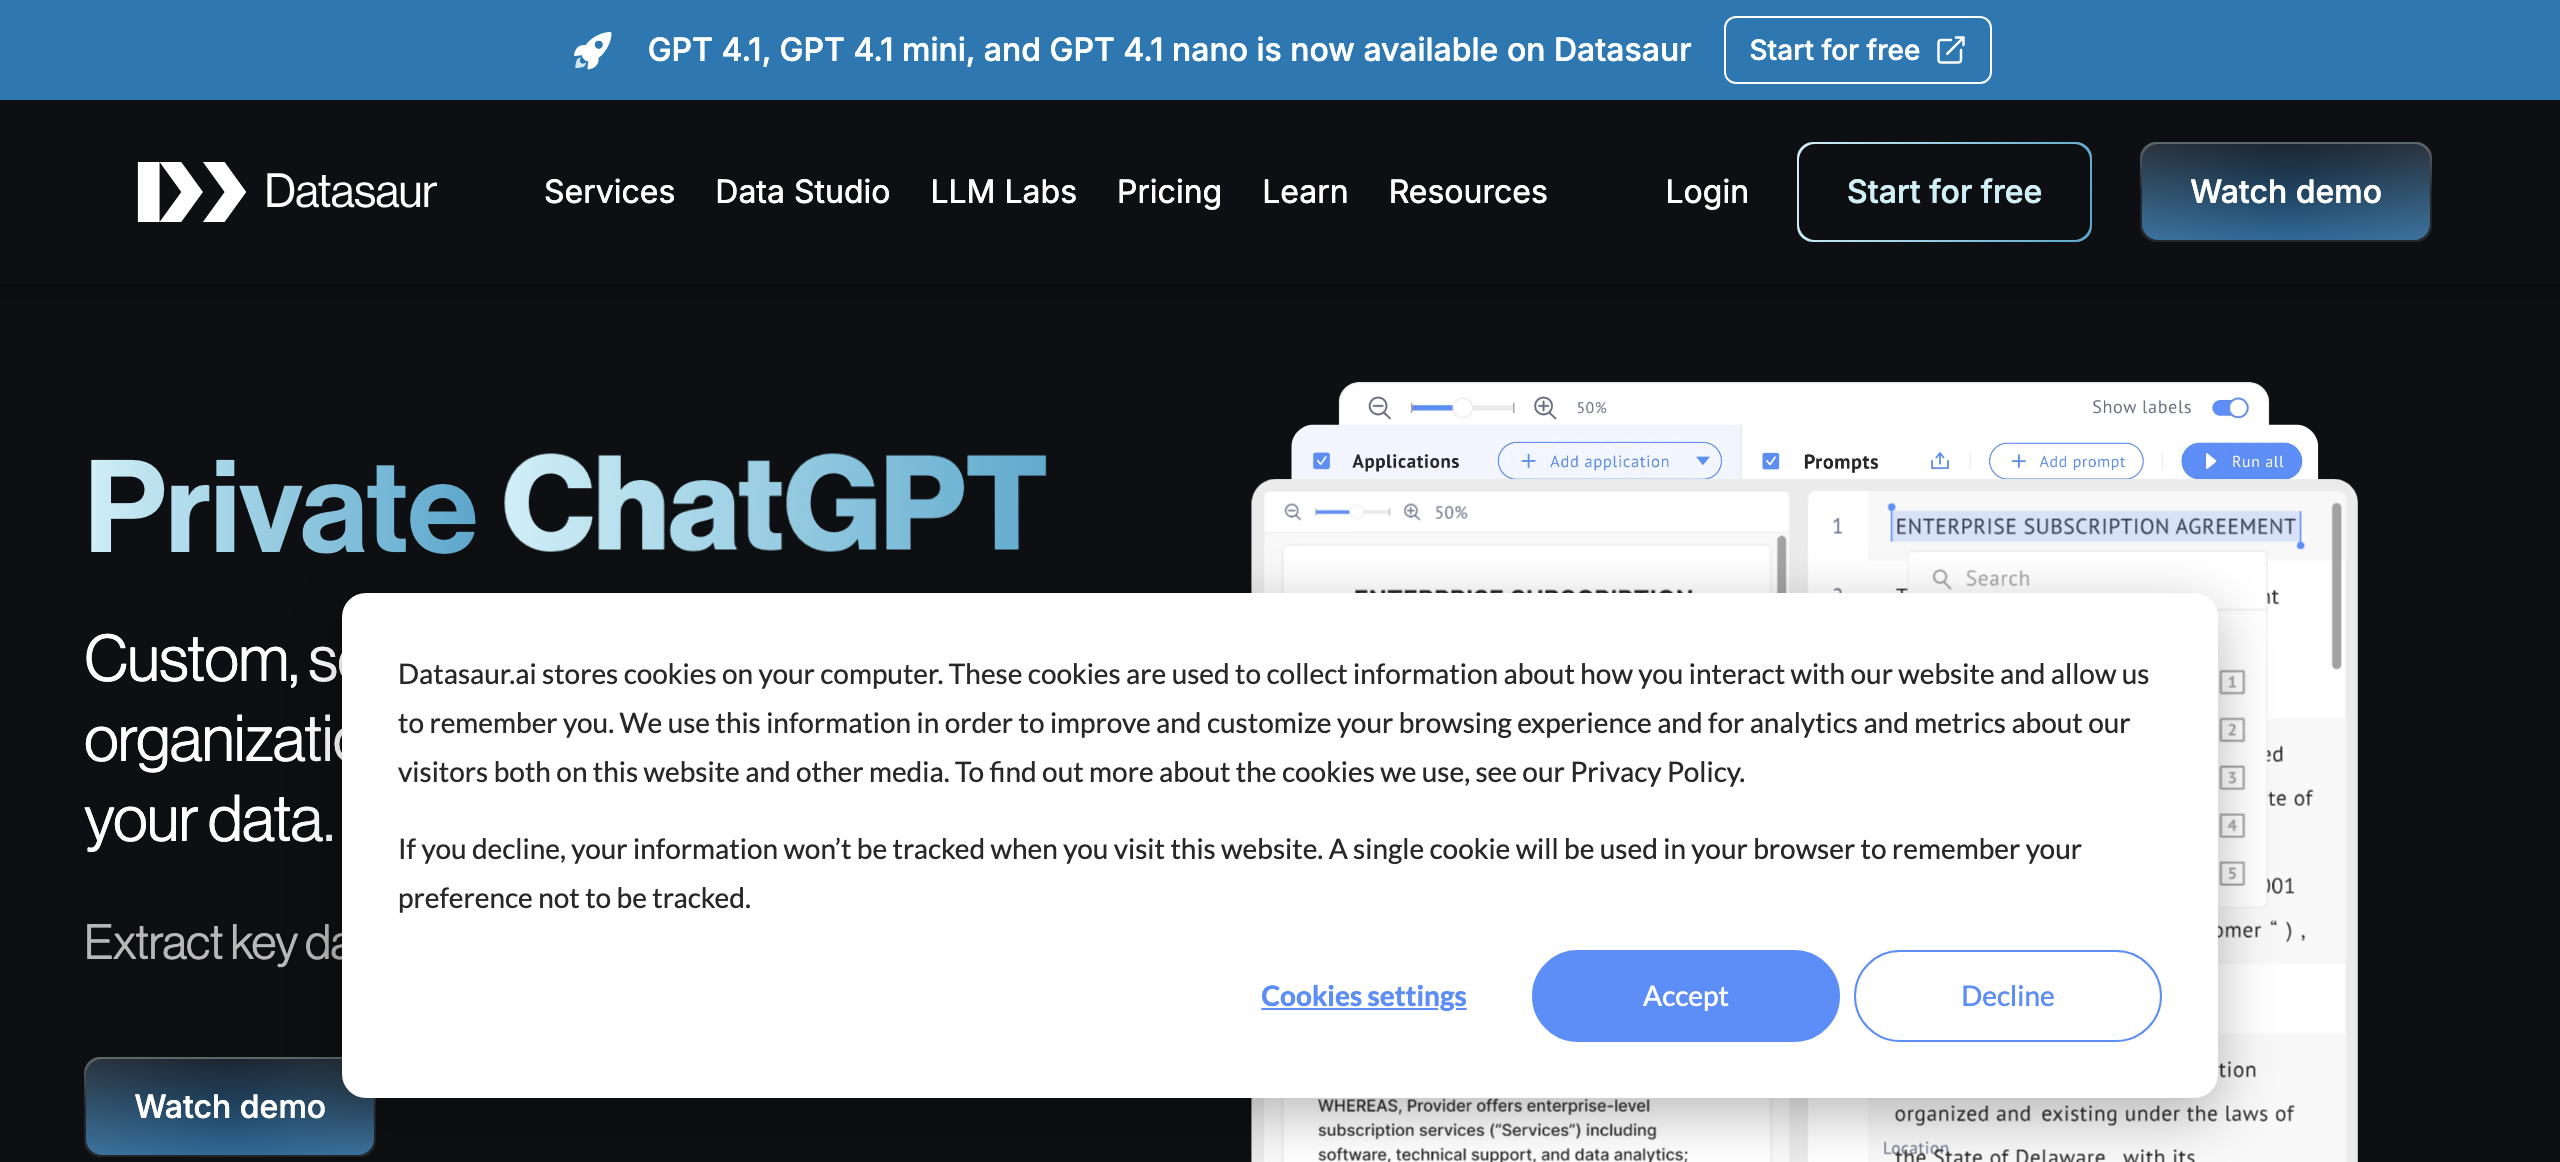 GPT 4.1, GPT 4.1 mini, and GPT 4.1 nano is now available on Datasaur
Start for free
Datasaur
Services
Data Studio
LLM Labs
Pricing
Learn
Resources
Login
Start for free
Watch demo
Private ChatGPT
Custom,
your data.
Extract key
Watch demo
50%
Show labels
Applications
Add application
Prompts
Add prompt
Run all
50%
1
ENTERPRISE SUBSCRIPTION AGREEMENT
Search
ENTERPRISE SUBSCRIPTION
1
2
3
4
5
Datasaur.ai stores cookies on your computer. These cookies are used to collect information about how you interact with our website and allow us
to remember you. We use this information in order to improve and customize your browsing experience and for analytics and metrics about our
visitors both on this website and other media. To find out more about the cookies we use, see our Privacy Policy.
If you decline, your information won’t be tracked when you visit this website. A single cookie will be used in your browser to remember your
preference not to be tracked.
Cookies settings
Accept
Decline
WHEREAS, Provider offers enterprise-level
subscription services (“Services”) including
software, technical support, and data analytics;
organized and existing under the laws of
Location
the State of Delaware, with its